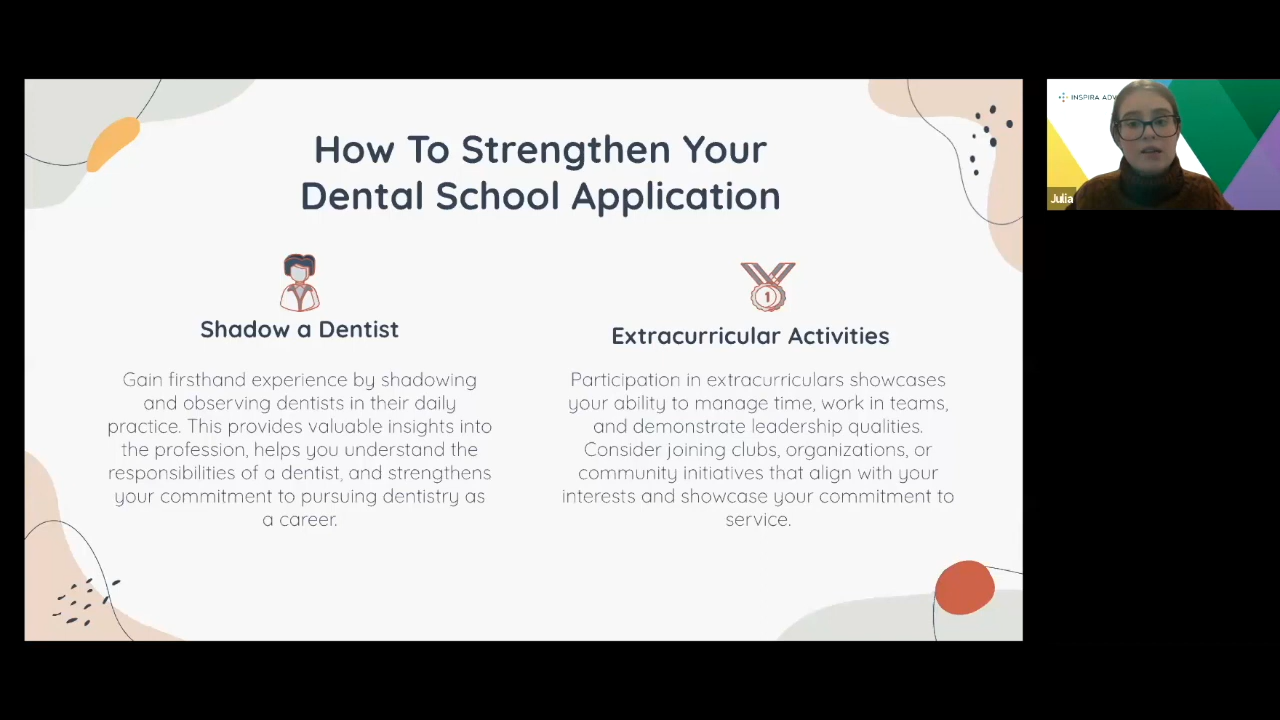 How To Strengthen Your
Dental School Application
Shadow a Dentist
Gain firsthand experience by shadowing
and observing dentists in their daily
practice. This provides valuable insights into
the profession, helps you understand the
responsibilities of a dentist, and strengthens
your commitment to pursuing dentistry as
a career.
1
Extracurricular Activities
Participation in extracurriculars showcases
your ability to manage time, work in teams,
and demonstrate leadership qualities.
Consider joining clubs, organizations, or
community initiatives that align with your
interests and showcase your commitment to
service.
INSPIRA ADV
Julia